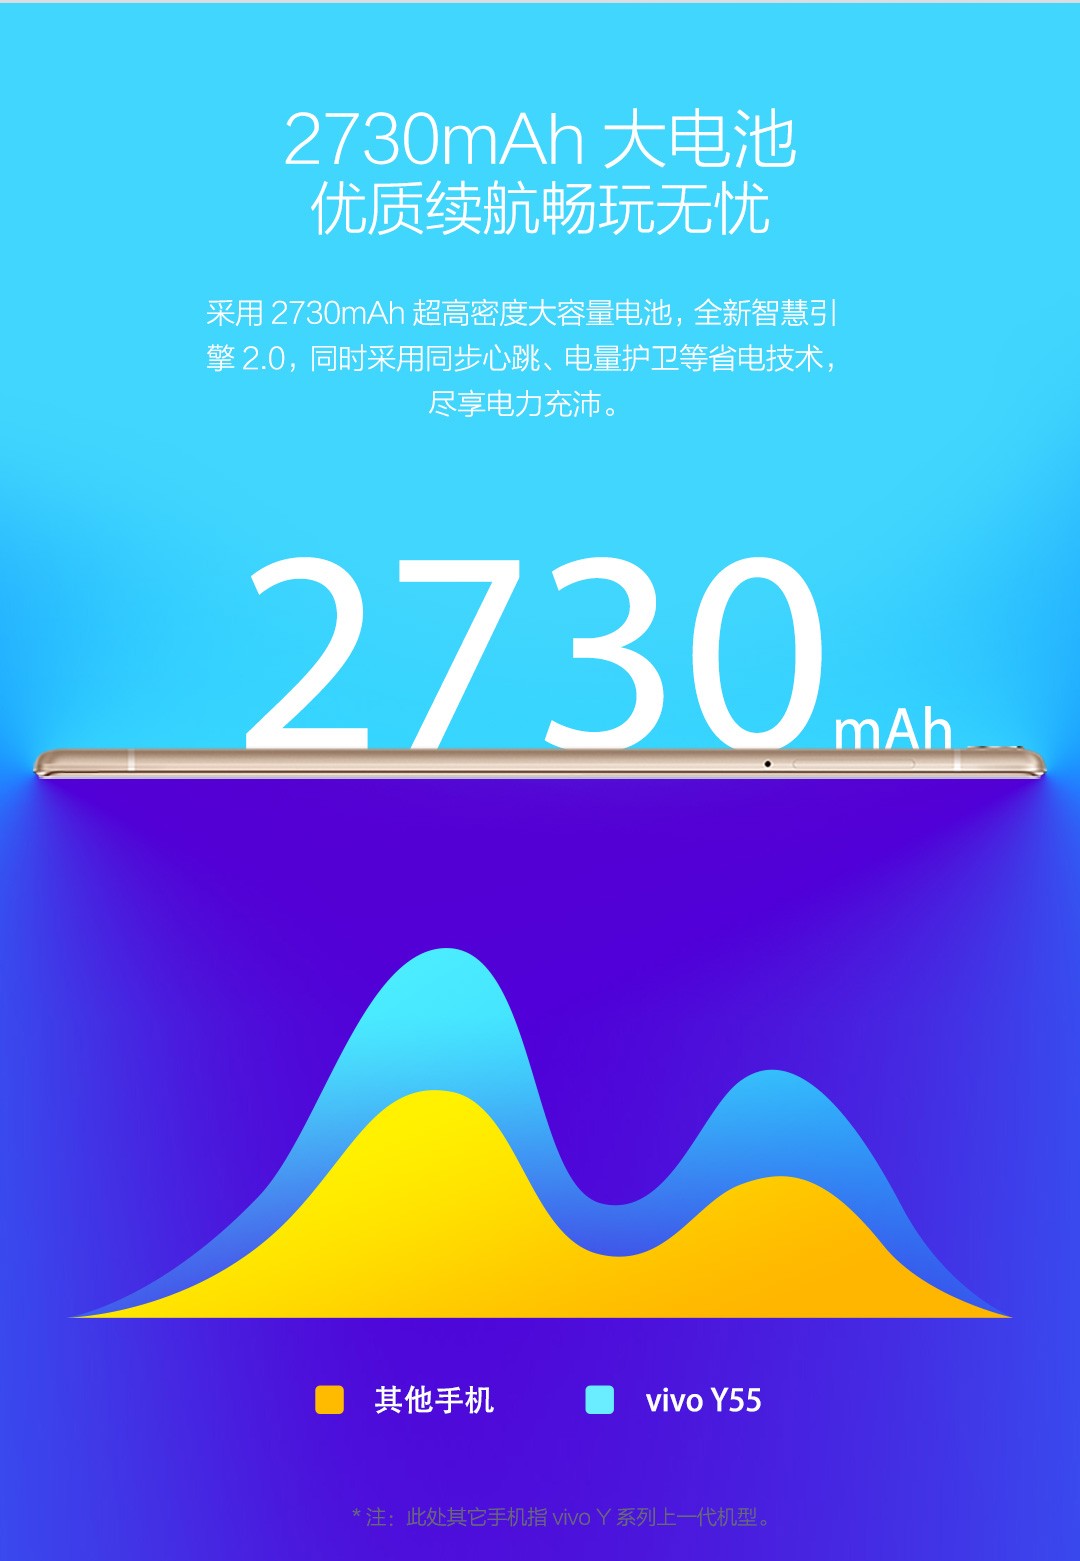 2730mAh 大电池
优质续航畅玩无忧
采用 2730mAh 超高密度大容量电池，全新智慧引
擎 2.0，同时采用同步心跳、电量护卫等省电技术，
尽享电力充沛。
2730 mAh
其他手机
vivo Y55
* 注：此处其它手机指 vivo Y 系列上一代机型。